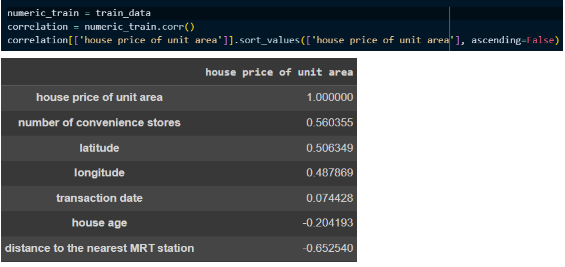 numeric_train = train_data
correlation = numeric_train.corr()
correlation[['house price of unit area']].sort_values(['house price of unit area'], ascending=False)
house price of unit area
house price of unit area 1.000000
number of convenience stores 0.560355
latitude 0.506349
longitude 0.487869
transaction date 0.074428
house age -0.204193
distance to the nearest MRT station -0.652540